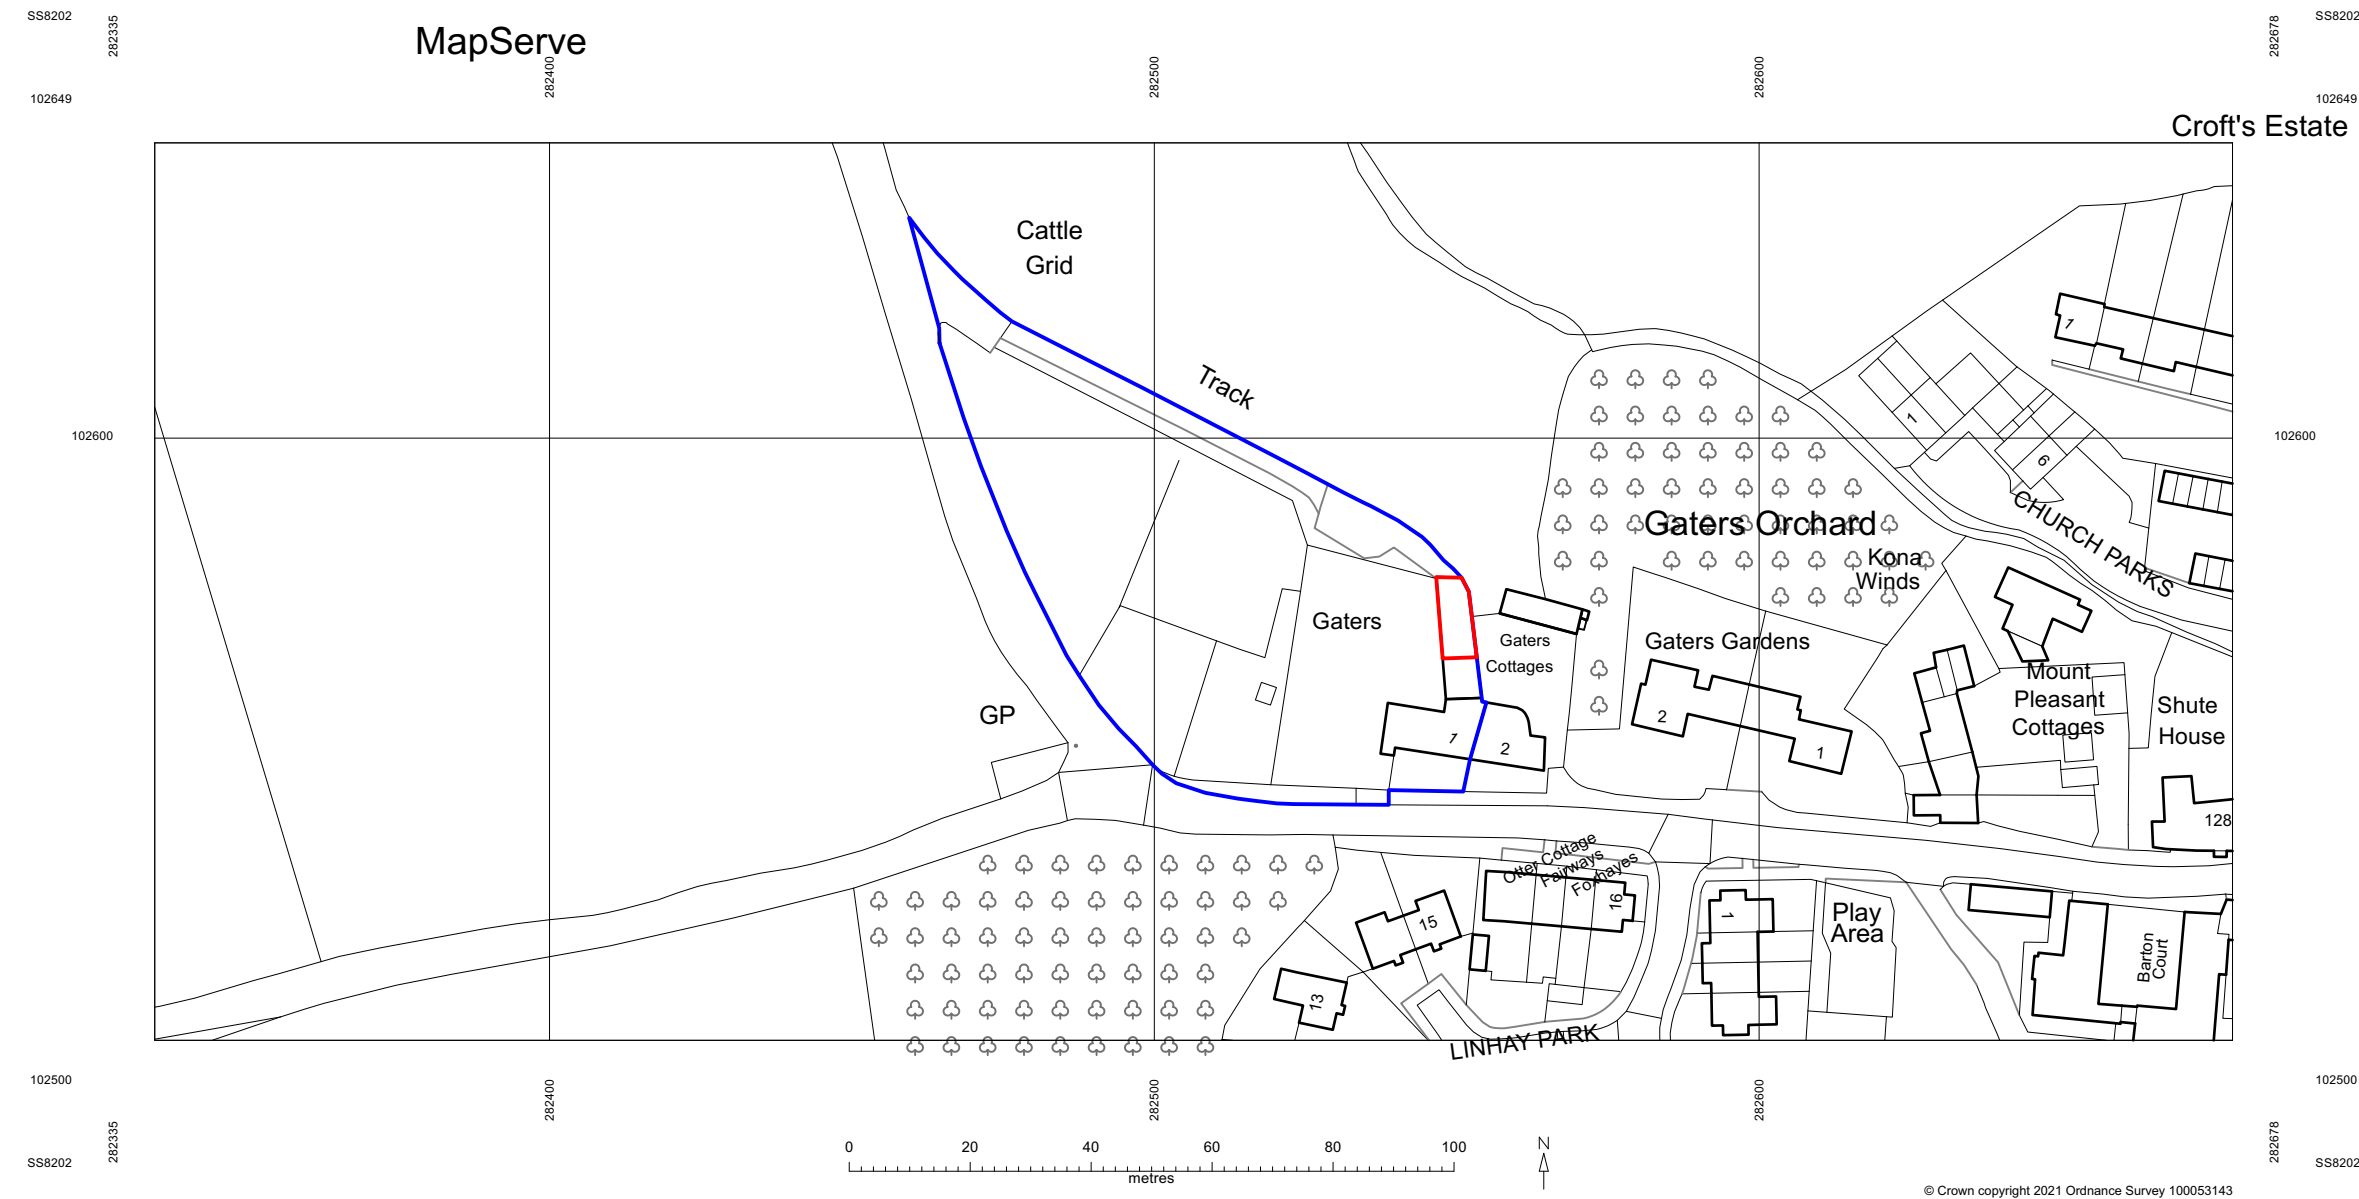 SS8202
282335
MapServe
282400
282500
282600
282678
SS8202
102649
102649
Croft's Estate
Cattle
Grid
1
Track
1
102600
102600
6
CHURCH PARKS
Gaters Orchard
Kona
Winds
Gaters
Gaters
Cottages
Gaters Gardens
Mount
Pleasant
Cottages
Shute
House
GP
2
1
1
2
128
Otter Cottage
Fairways
Foxhayes
16
15
1
Play
Area
Barton
Court
13
LINHAY PARK
102500
102500
282335
282400
282500
282600
282678
0 20 40 60 80 100
metres
N
SS8202
SS8202
© Crown copyright 2021 Ordnance Survey 100053143